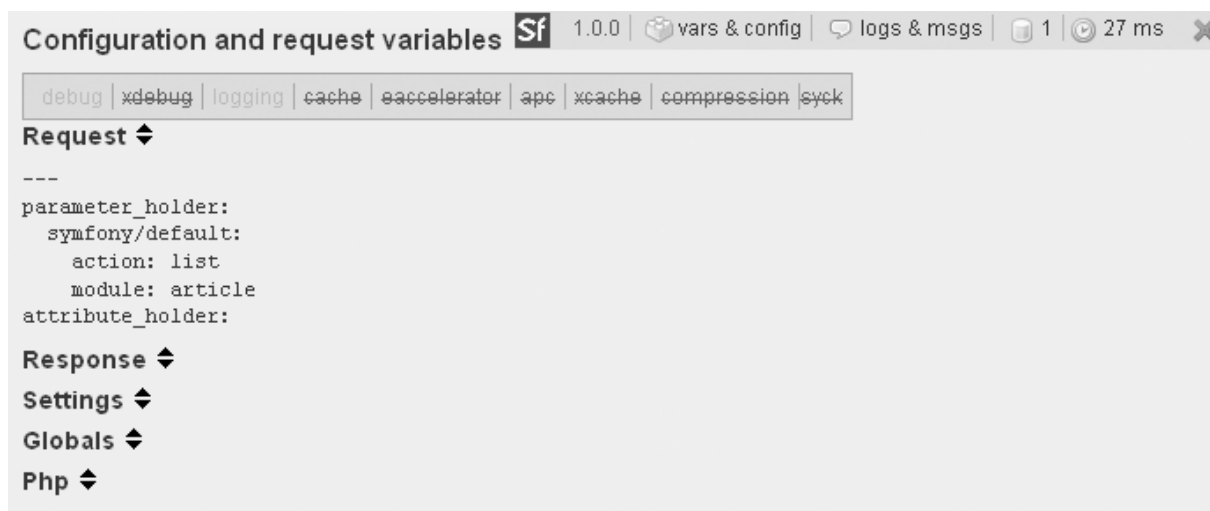 Configuration and request variables Sf 1.0.0 | vars & config | logs & msgs | 1 | 27 ms
debug | xdebug | logging | cache | eaccelerator | apc | xcache | compression |syck
Request
---
parameter_holder:
  symfony/default:
    action: list
    module: article
attribute_holder:
Response
Settings
Globals
Php